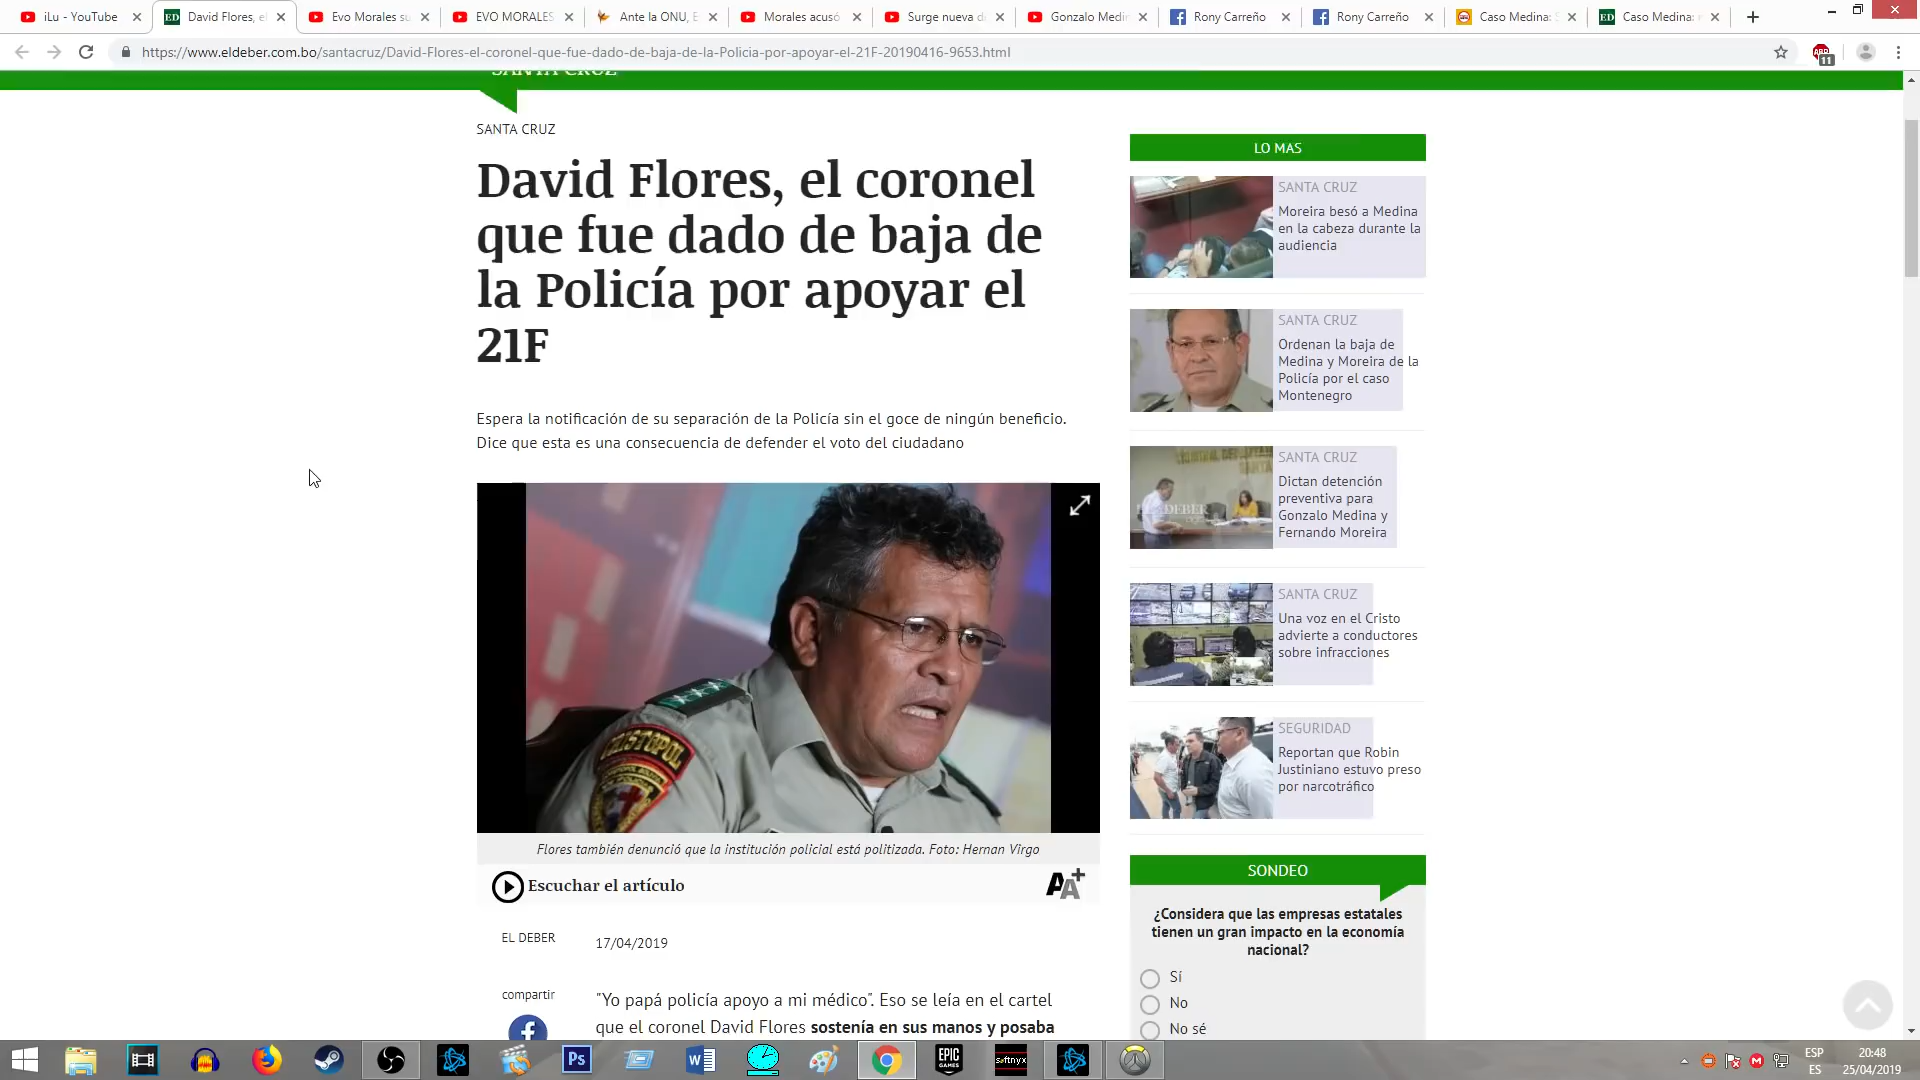 iLu - YouTube
David Flores, el
Evo Morales su
EVO MORALES
Ante la ONU, E
Morales acusó
Surge nueva d
Gonzalo Medin
Rony Carreño
Rony Carreño
Caso Medina: S
Caso Medina:
https://www.eldeber.com.bo/santacruz/David-Flores-el-coronel-que-fue-dado-de-baja-de-la-Policia-por-apoyar-el-21F-20190416-9653.html
11
SANTA CRUZ
SANTA CRUZ
David Flores, el coronel
que fue dado de baja de
la Policía por apoyar el
21F
Espera la notificación de su separación de la Policía sin el goce de ningún beneficio.
Dice que esta es una consecuencia de defender el voto del ciudadano
Flores también denunció que la institución policial está politizada. Foto: Hernan Virgo
Escuchar el artículo
AA+
EL DEBER
17/04/2019
compartir
"Yo papá policía apoyo a mi médico". Eso se leía en el cartel
que el coronel David Flores sostenía en sus manos y posaba
LO MAS
SANTA CRUZ
Moreira besó a Medina
en la cabeza durante la
audiencia
SANTA CRUZ
Ordenan la baja de
Medina y Moreira de la
Policía por el caso
Montenegro
SANTA CRUZ
Dictan detención
preventiva para
Gonzalo Medina y
Fernando Moreira
SANTA CRUZ
Una voz en el Cristo
advierte a conductores
sobre infracciones
SEGURIDAD
Reportan que Robin
Justiniano estuvo preso
por narcotráfico
SONDEO
¿Considera que las empresas estatales
tienen un gran impacto en la economía
nacional?
Sí
No
No sé
Ps
EPIC
GAMES
softnyx
ESP
ES
20:48
25/04/2019